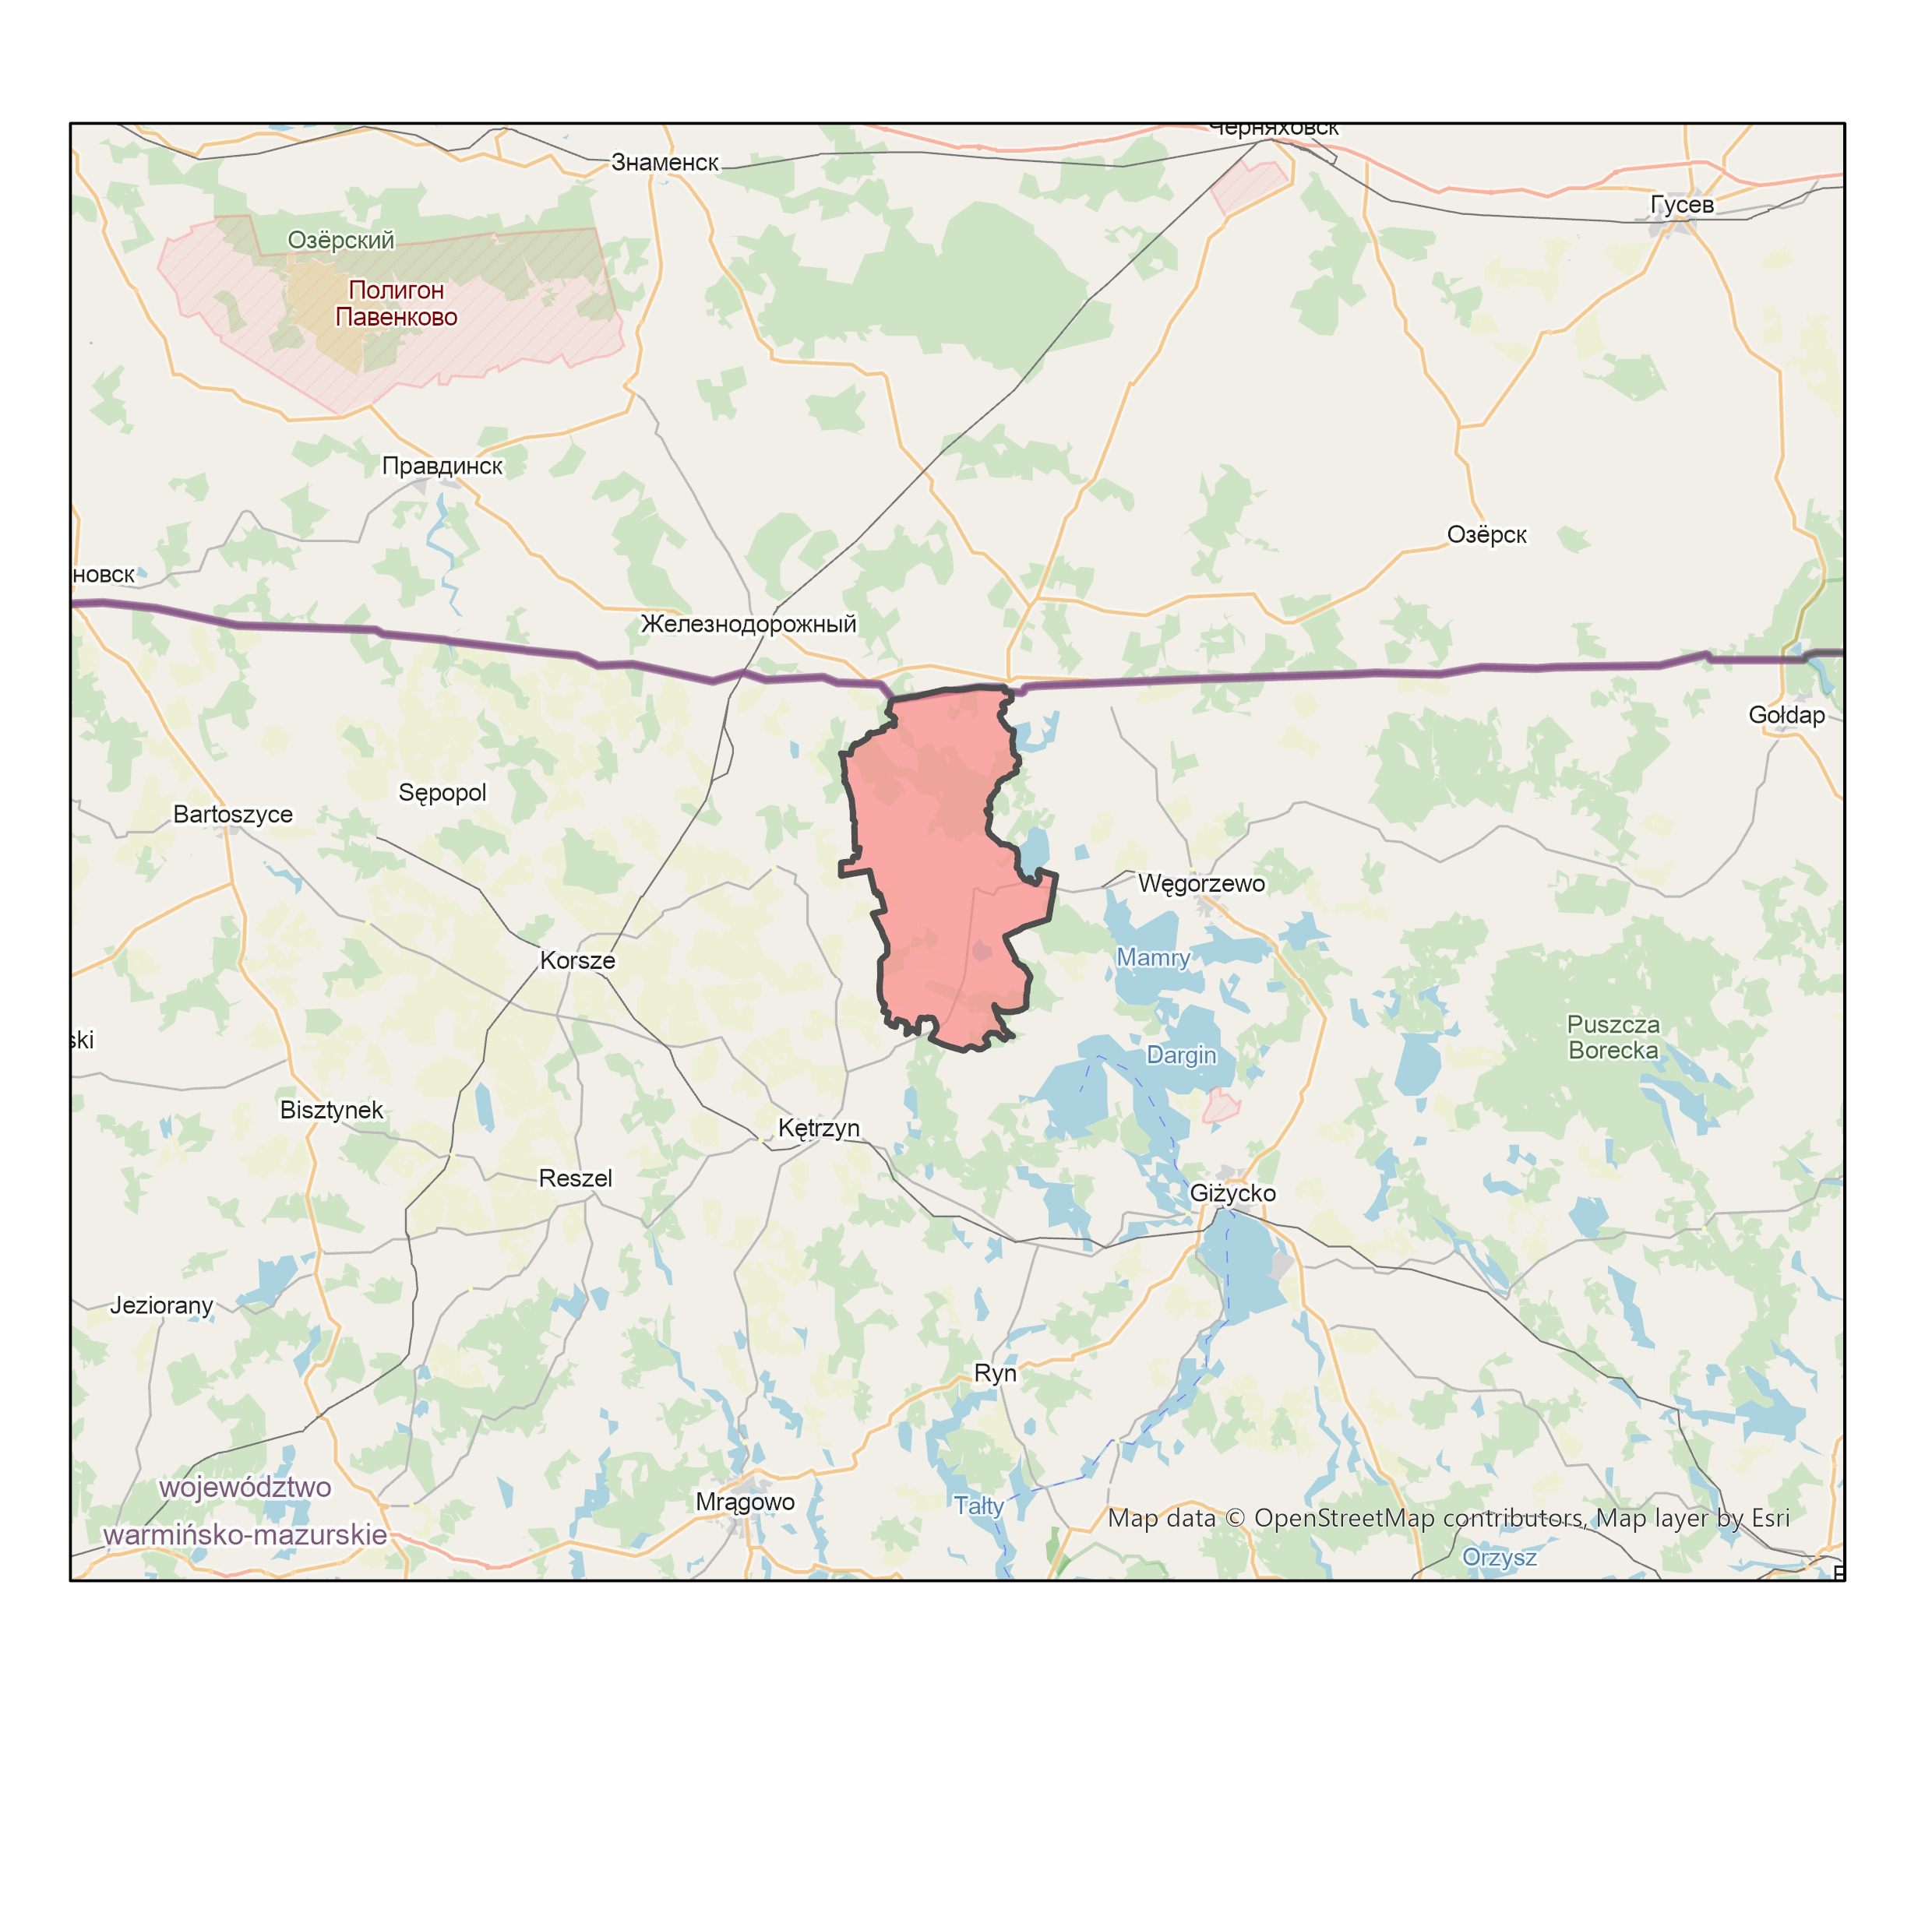 Черняховск
Знаменск
Гусев
Озёрский
Полигон
Павенково
Правдинск
Озёрск
новск
Железнодорожный
Gołdap
Sępopol
Bartoszyce
Węgorzewo
Mamry
Korsze
Puszcza
Borecka
ski
Dargin
Bisztynek
Kętrzyn
Reszel
Giżycko
Jeziorany
Ryn
województwo
warmińsko-mazurskie
Mrągowo
Tałty
Map data © OpenStreetMap contributors, Map layer by Esri
Orzysz